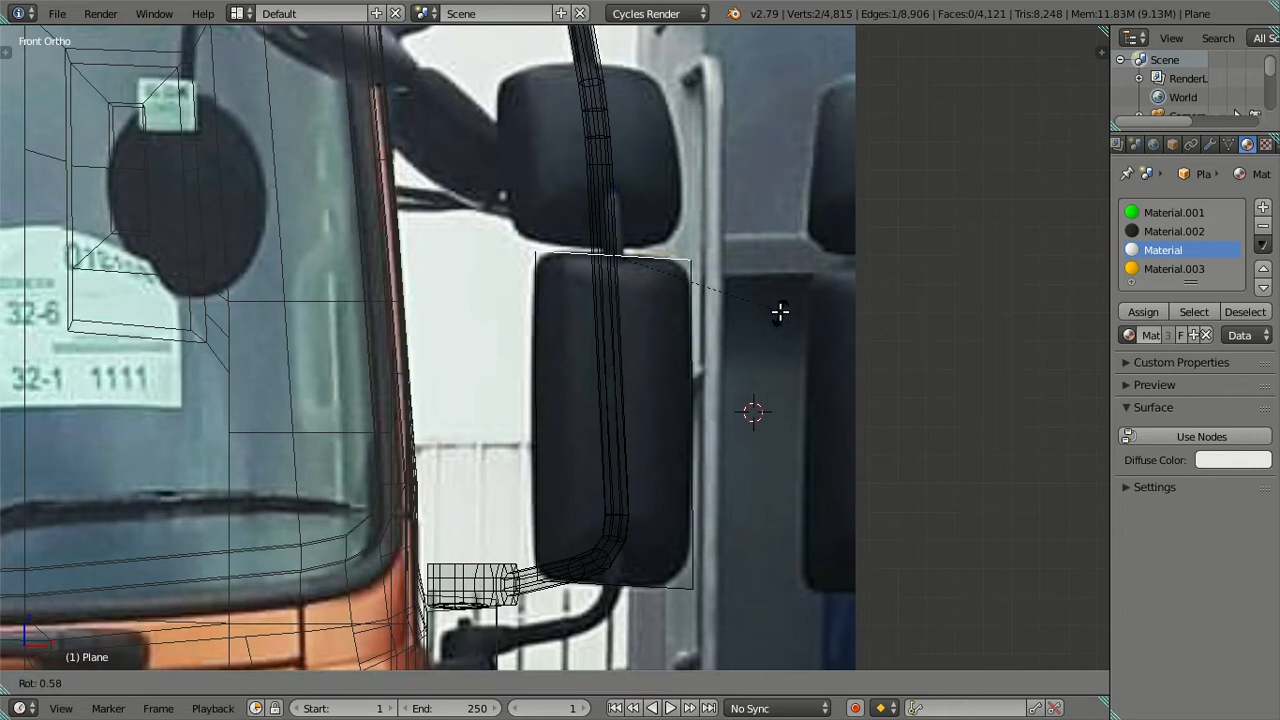 File Render Window Help Default Scene Cycles Render v2.79 | Verts:2/4,815 | Edges:1/8,906 | Faces:0/4,121 | Tris:8,248 | Mem:11.83M (9.13M) | Plane
Front Ortho
View Search All Sc
Scene
RenderL
World
Pla Mat
Material.001
Material.002
Material
Material.003
Assign Select Deselect
Mat 3 F Data
Custom Properties
Preview
Surface
Use Nodes
Diffuse Color:
Settings
32-6
32-1 1111
(1) Plane
Rot: 0.58
View Marker Frame Playback Start: 1 End: 250 1 No Sync